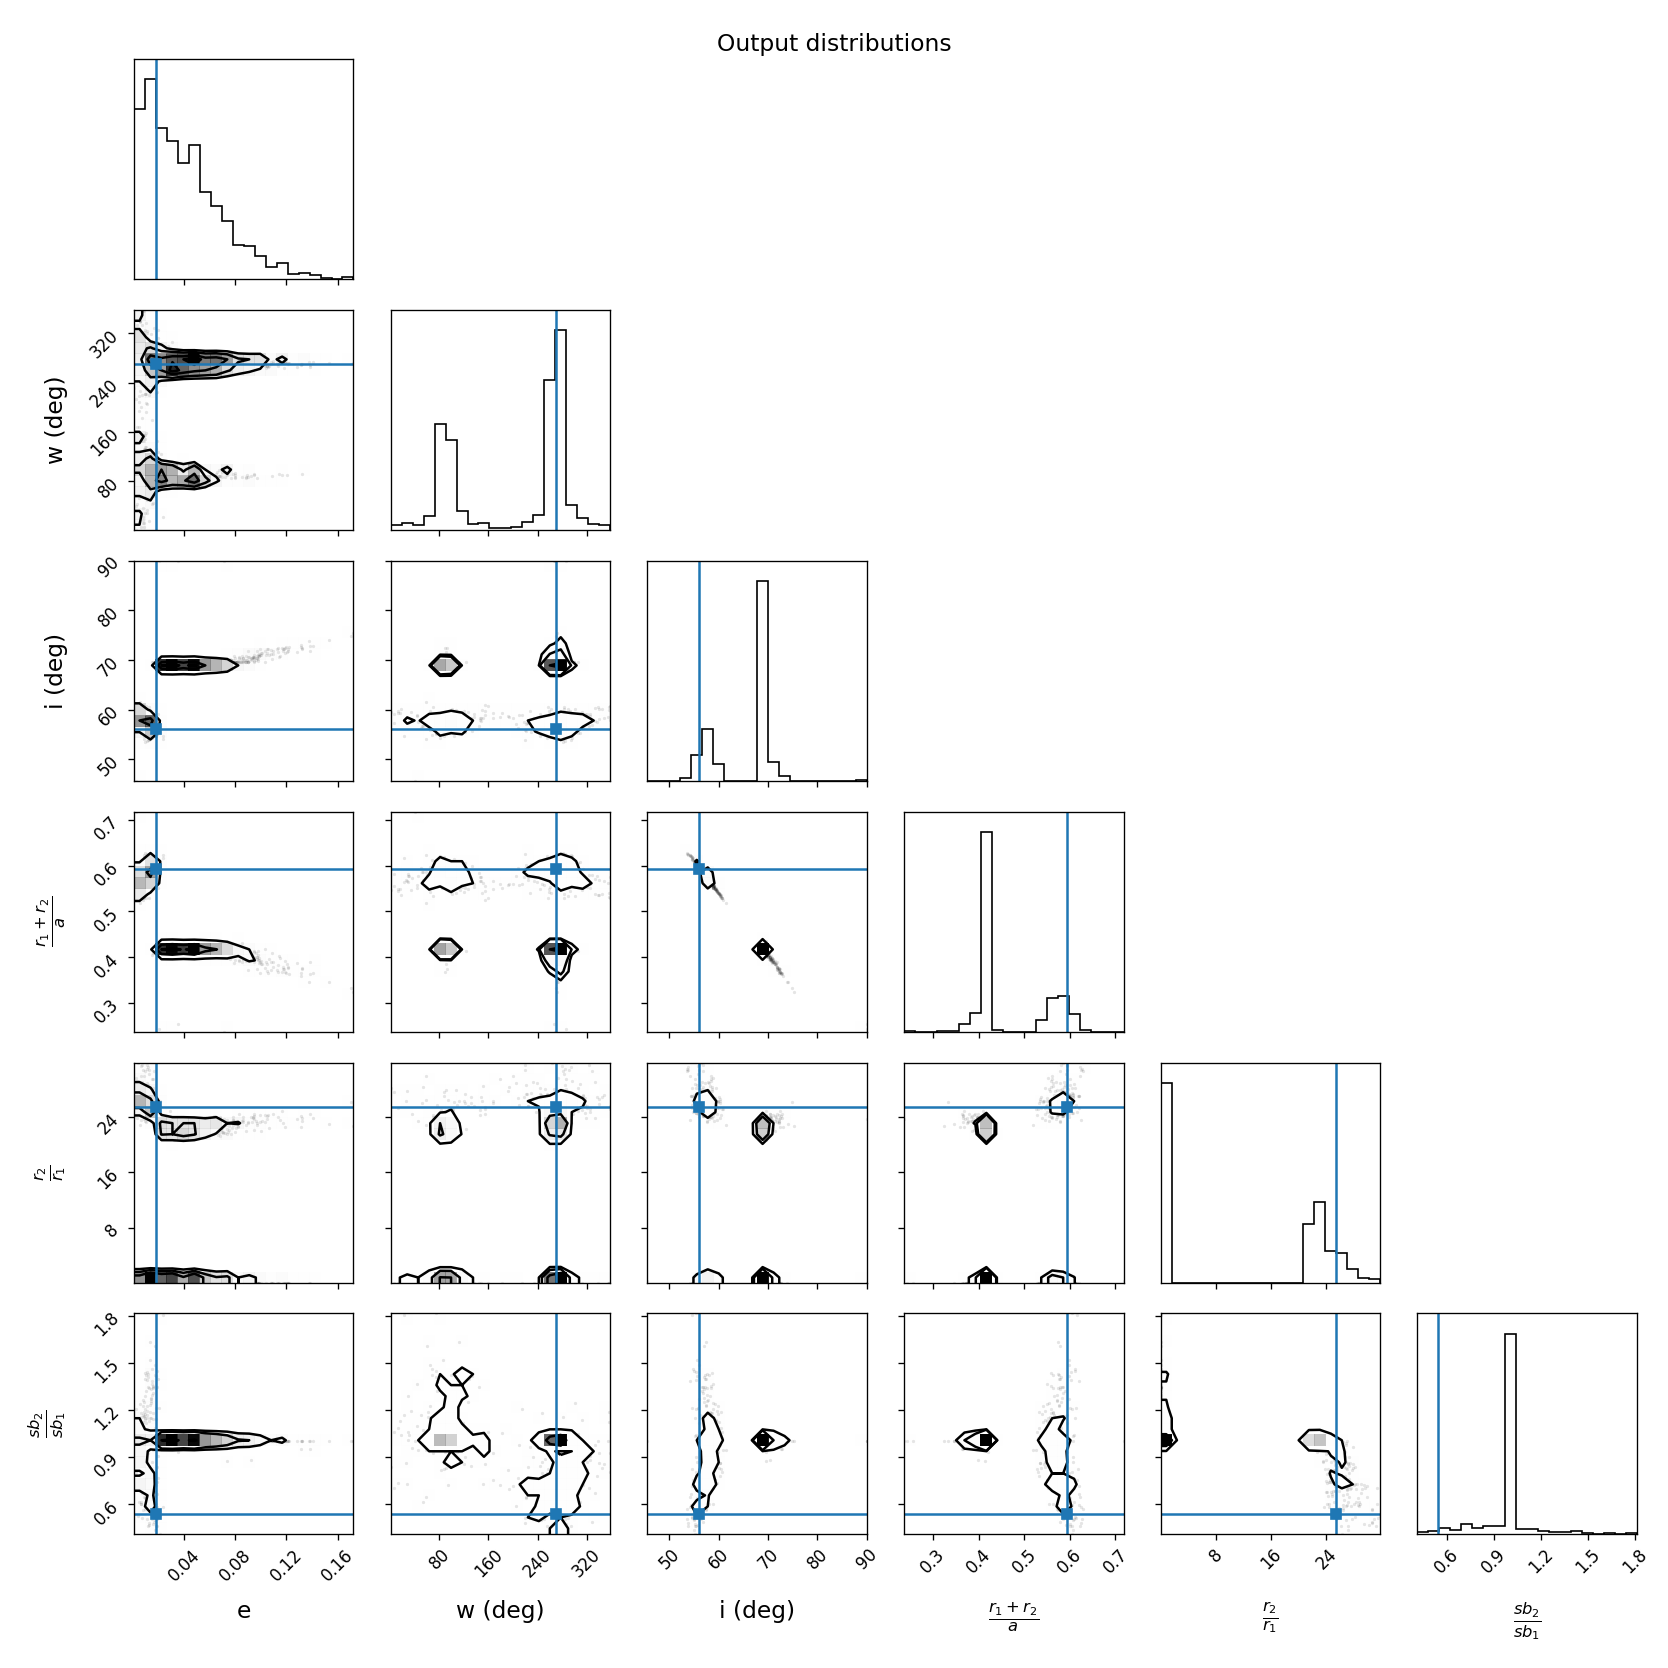 Output distributions
w (deg)
320
240
160
80
i (deg)
90
80
70
60
50
r₁ + r₂
a
0.7
0.6
0.5
0.4
0.3
r₂
r₁
24
16
8
sb₂
sb₁
1.8
1.5
1.2
0.9
0.6
0.04 0.08 0.12 0.16 80 160 240 320 50 60 70 80 90 0.3 0.4 0.5 0.6 0.7 8 16 24 0.6 0.9 1.2 1.5 1.8
e w (deg) i (deg)
r₁ + r₂ r₂ sb₂
a r₁ sb₁